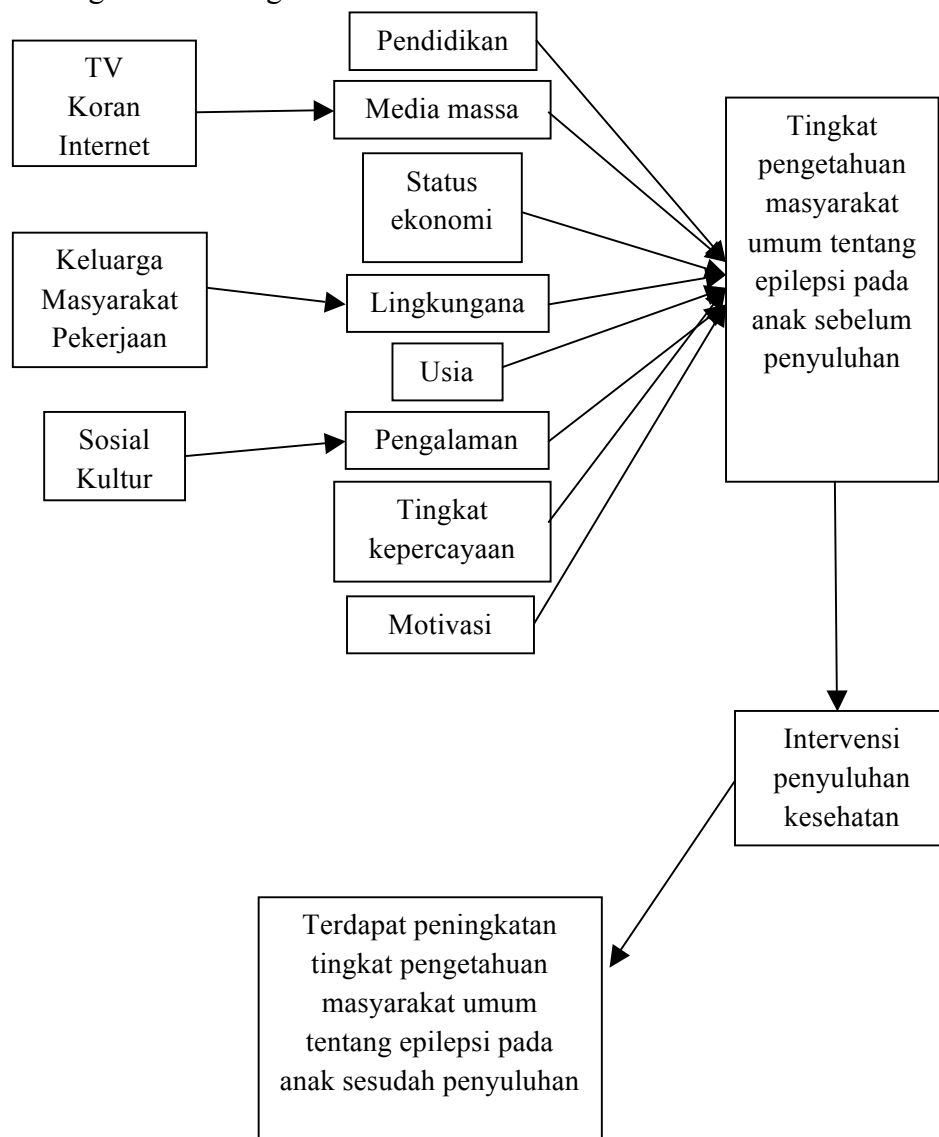 Pendidikan
TV
Koran
Internet
Media massa
Status
ekonomi
Keluarga
Masyarakat
Pekerjaan
Lingkungana
Usia
Sosial
Kultur
Pengalaman
Tingkat
kepercayaan
Motivasi
Tingkat
pengetahuan
masyarakat
umum tentang
epilepsi pada
anak sebelum
penyuluhan
Intervensi
penyuluhan
kesehatan
Terdapat peningkatan
tingkat pengetahuan
masyarakat umum
tentang epilepsi pada
anak sesudah penyuluhan